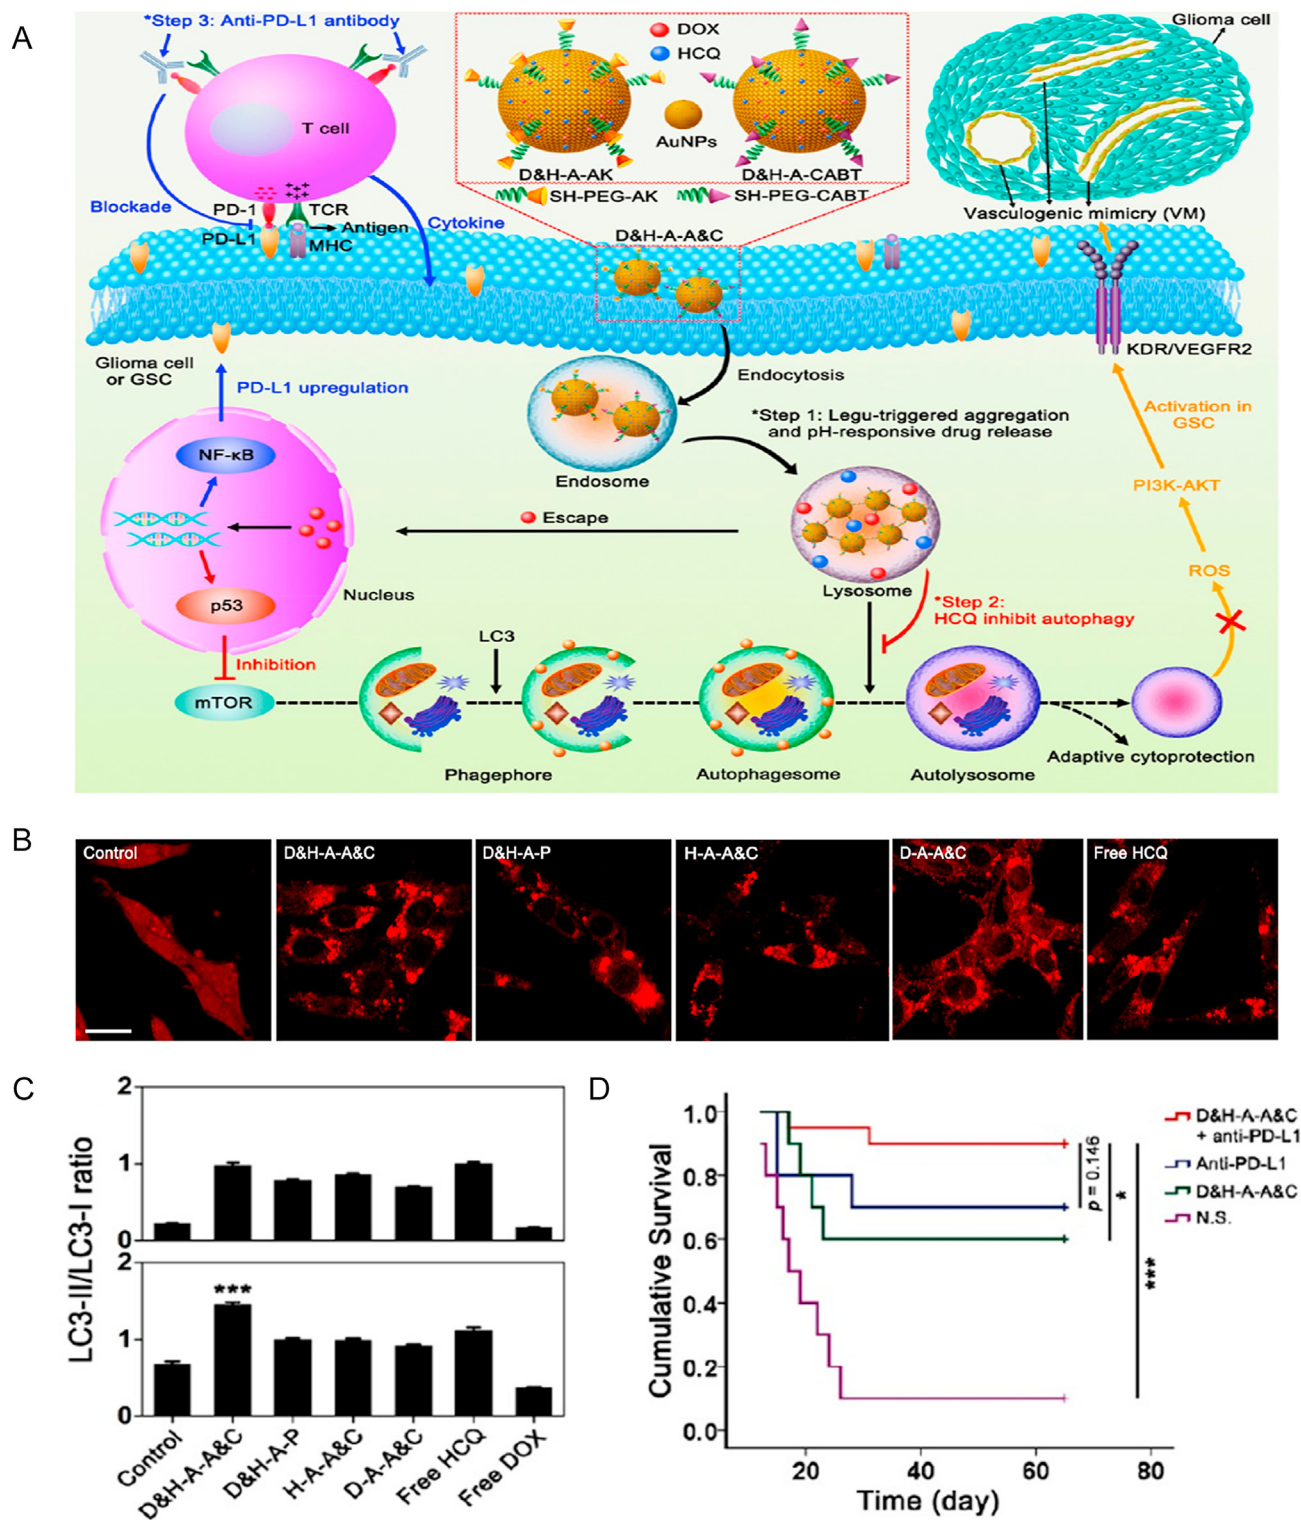 A
*Step 3: Anti-PD-L1 antibody
T cell
Blockade
PD-1
TCR
Antigen
PD-L1
MHC
Cytokine
DOX
HCQ
AuNPs
D&H-A-AK
D&H-A-CABT
SH-PEG-AK
SH-PEG-CABT
D&H-A-A&C
Glioma cell
Vasculogenic mimicry (VM)
KDR/VEGFR2
Glioma cell
or GSC
PD-L1 upregulation
Endocytosis
Activation in
GSC
*Step 1: Legu-triggered aggregation
and pH-responsive drug release
NF-κB
Endosome
PI3K-AKT
Escape
ROS
Lysosome
p53
Nucleus
*Step 2:
HCQ inhibit autophagy
Inhibition
LC3
mTOR
Phagephore
Autophagesome
Autolysosome
Adaptive cytoprotection
B
Control
D&H-A-A&C
D&H-A-P
H-A-A&C
D-A-A&C
Free HCQ
C
LC3-II/LC3-I ratio
2
1
0
2
1
0
***
Control
D&H-A-A&C
D&H-A-P
H-A-A&C
D-A-A&C
Free HCQ
Free DOX
D
Cumulative Survival
1.0
0.8
0.6
0.4
0.2
0.0
20
40
60
80
Time (day)
p = 0.146
*
***
D&H-A-A&C
+ anti-PD-L1
Anti-PD-L1
D&H-A-A&C
N.S.